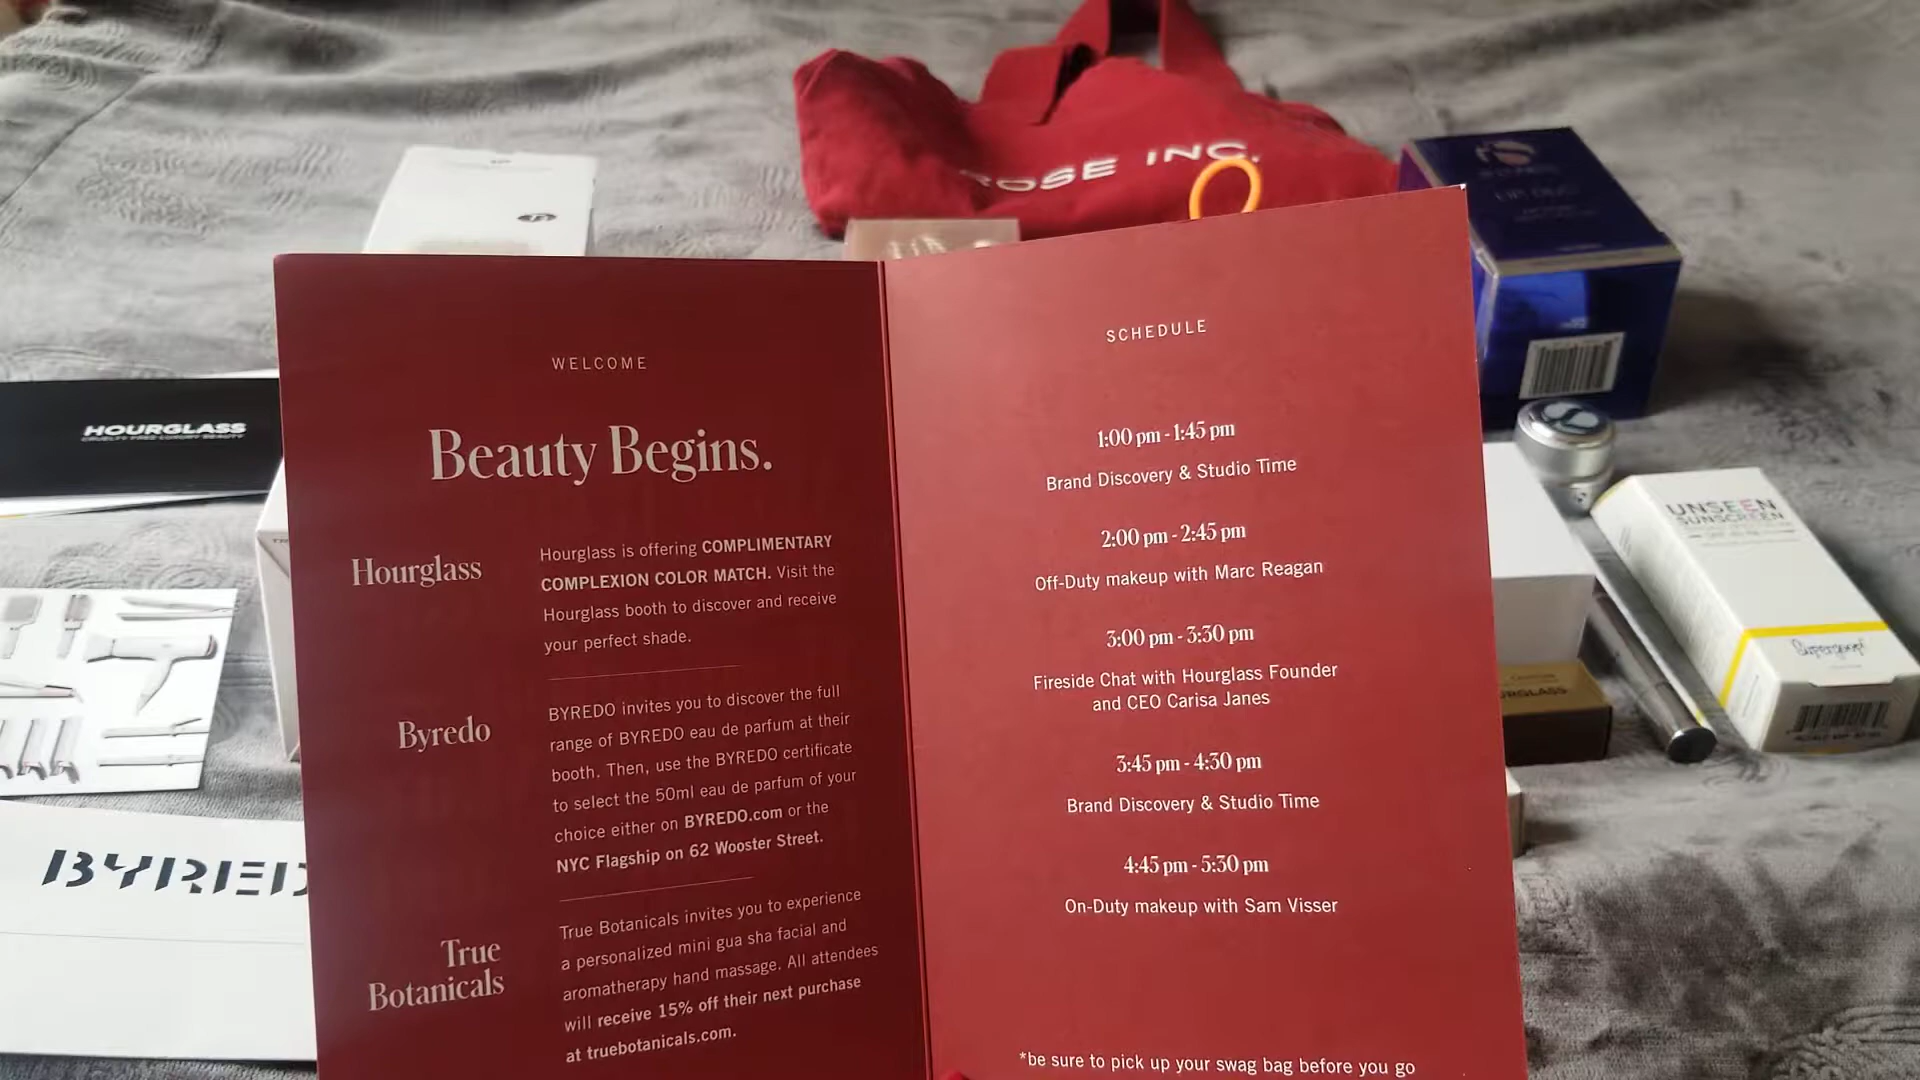 ROSE INC.
HOURGLASS
CRUELTY FREE LUXURY BEAUTY
BYRED
WELCOME
Beauty Begins.
Hourglass
Hourglass is offering COMPLIMENTARY
COMPLEXION COLOR MATCH. Visit the
Hourglass booth to discover and receive
your perfect shade.
Byredo
BYREDO invites you to discover the full
range of BYREDO eau de parfum at their
booth. Then, use the BYREDO certificate
to select the 50ml eau de parfum of your
choice either on BYREDO.com or the
NYC Flagship on 62 Wooster Street.
True
Botanicals
True Botanicals invites you to experience
a personalized mini gua sha facial and
aromatherapy hand massage. All attendees
will receive 15% off their next purchase
at truebotanicals.com.
SCHEDULE
1:00 pm - 1:45 pm
Brand Discovery & Studio Time
2:00 pm - 2:45 pm
Off-Duty makeup with Marc Reagan
3:00 pm - 3:30 pm
Fireside Chat with Hourglass Founder
and CEO Carisa Janes
3:45 pm - 4:30 pm
Brand Discovery & Studio Time
4:45 pm - 5:30 pm
On-Duty makeup with Sam Visser
*be sure to pick up your swag bag before you go
UNSEEN
SUNSCREEN
Supergoop!
URGLASS